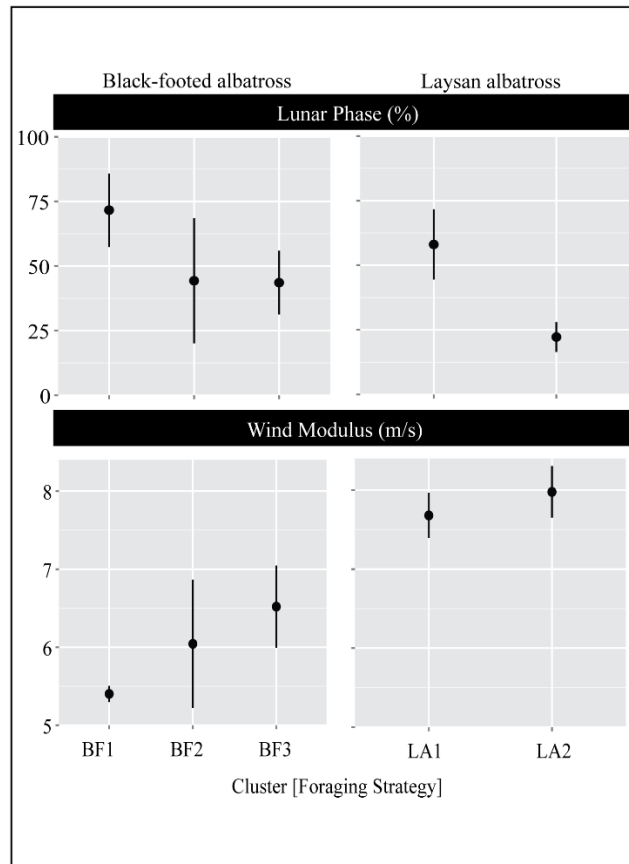 Black-footed albatross Laysan albatross
Lunar Phase (%)
100
75
50
25
0
Wind Modulus (m/s)
8
7
6
5
BF1 BF2 BF3 LA1 LA2
Cluster [Foraging Strategy]